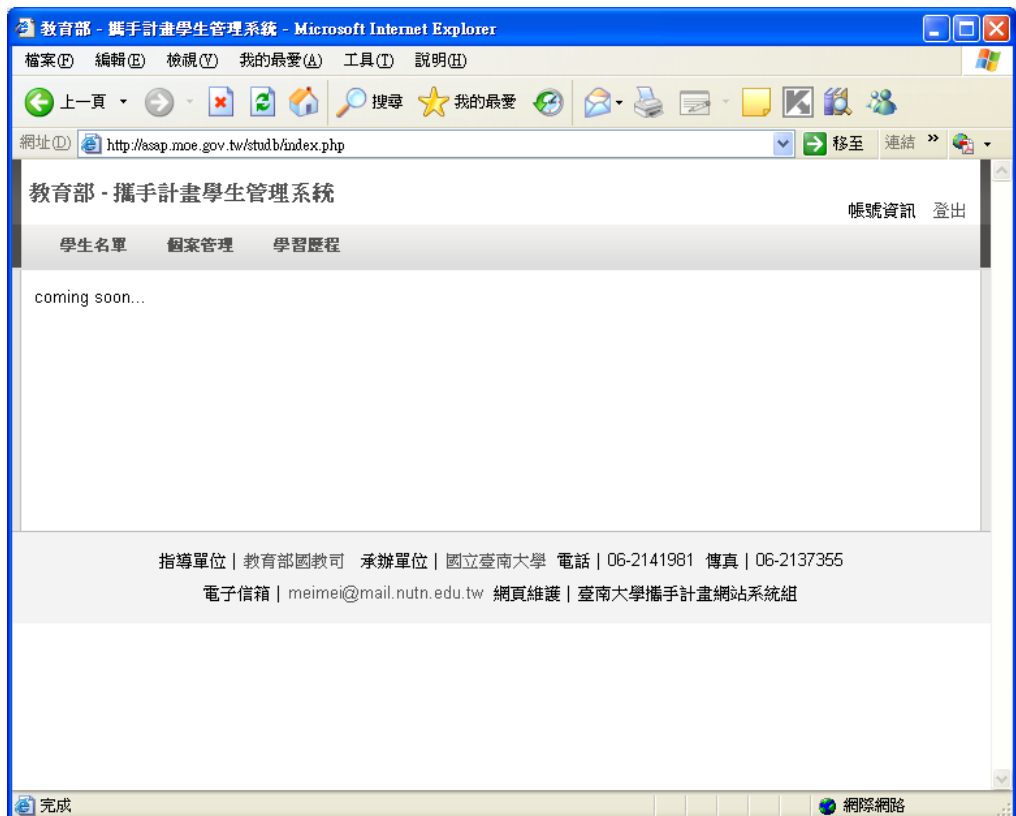 教育部 - 攜手計畫學生管理系統 - Microsoft Internet Explorer
檔案(F) 編輯(E) 檢視(V) 我的最愛(A) 工具(T) 說明(H)
上一頁 搜尋 我的最愛
網址(D) http://asap.moe.gov.tw/studb/index.php 移至 連結 »
教育部 - 攜手計畫學生管理系統
帳號資訊 登出
學生名單 個案管理 學習歷程
coming soon...
指導單位 | 教育部國教司 承辦單位 | 國立臺南大學 電話 | 06-2141981 傳真 | 06-2137355
電子信箱 | meimei@mail.nutn.edu.tw 網頁維護 | 臺南大學攜手計畫網站系統組
完成 網際網路